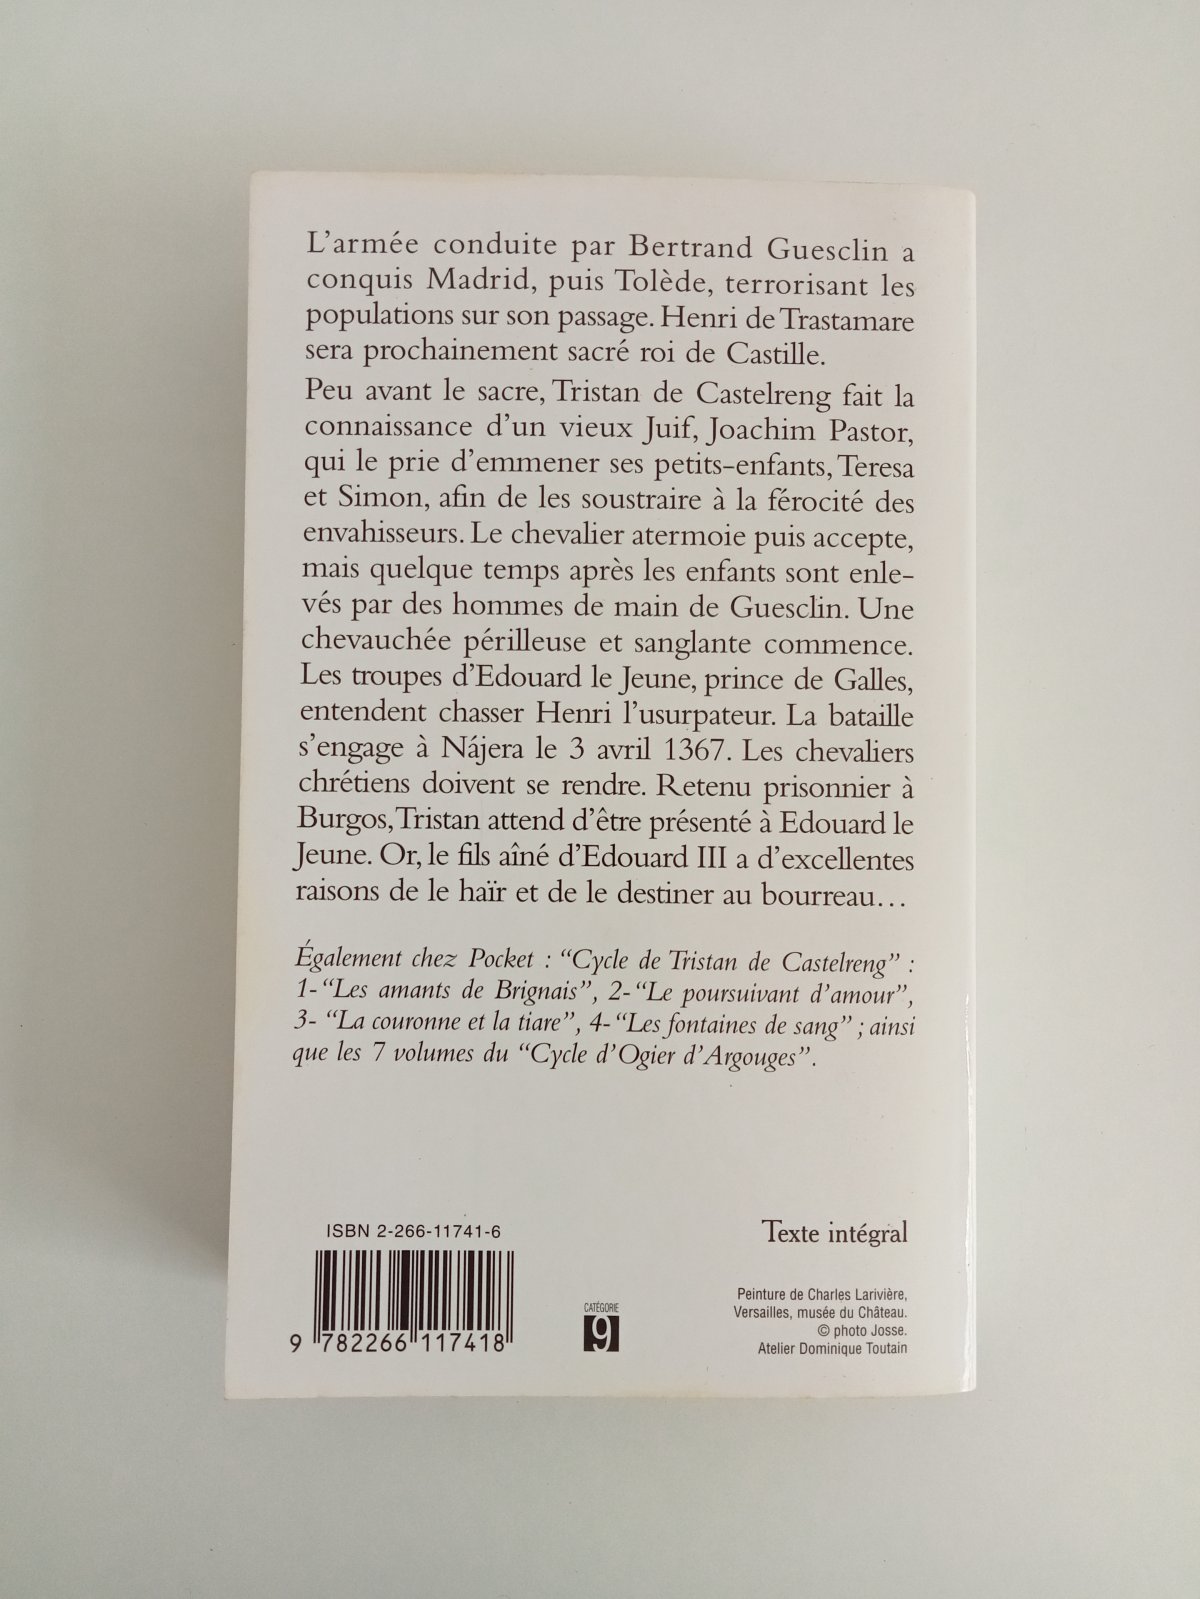 L'armée conduite par Bertrand Guesclin a
conquis Madrid, puis Tolède, terrorisant les
populations sur son passage. Henri de Trastamare
sera prochainement sacré roi de Castille.
Peu avant le sacre, Tristan de Castelreng fait la
connaissance d'un vieux Juif, Joachim Pastor,
qui le prie d'emmener ses petits-enfants, Teresa
et Simon, afin de les soustraire à la férocité des
envahisseurs. Le chevalier atermoie puis accepte,
mais quelque temps après les enfants sont enle-
vés par des hommes de main de Guesclin. Une
chevauchée périlleuse et sanglante commence.
Les troupes d'Edouard le Jeune, prince de Galles,
entendent chasser Henri l'usurpateur. La bataille
s'engage à Nájera le 3 avril 1367. Les chevaliers
chrétiens doivent se rendre. Retenu prisonnier à
Burgos, Tristan attend d'être présenté à Edouard le
Jeune. Or, le fils aîné d'Edouard III a d'excellentes
raisons de le haïr et de le destiner au bourreau...
Également chez Pocket : "Cycle de Tristan de Castelreng" :
1- "Les amants de Brignais", 2- "Le poursuivant d'amour",
3- "La couronne et la tiare", 4- "Les fontaines de sang" ; ainsi
que les 7 volumes du "Cycle d'Ogier d'Argouges".
ISBN 2-266-11741-6
9 782266 117418
CATÉGORIE
9
Texte intégral
Peinture de Charles Larivière,
Versailles, musée du Château.
© photo Josse.
Atelier Dominique Toutain